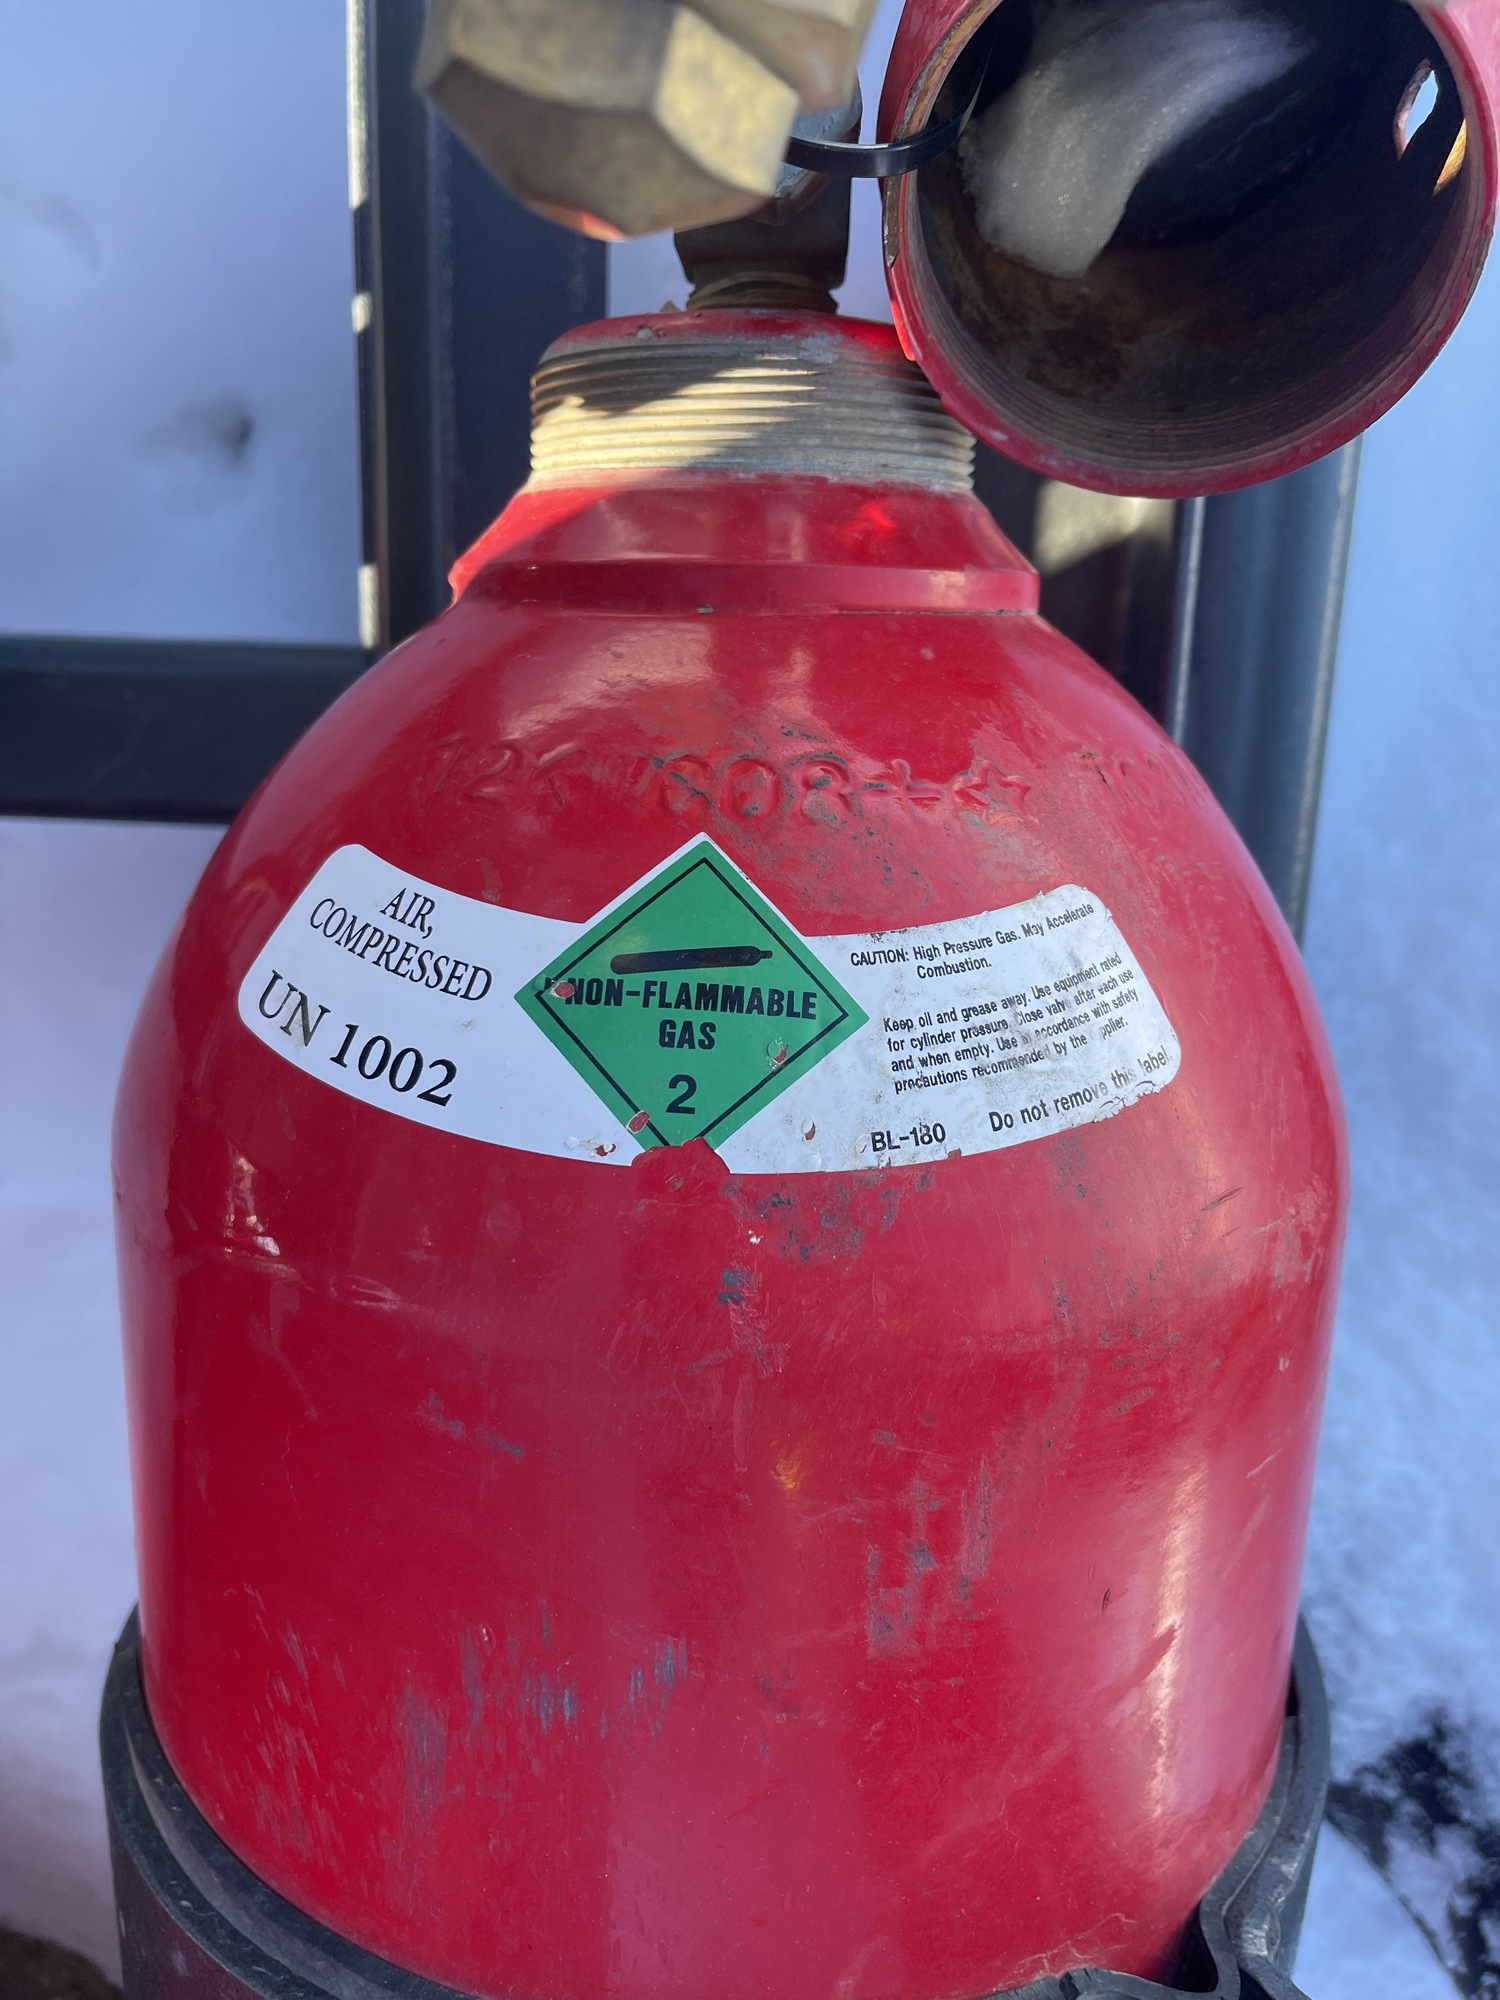 AIR,
COMPRESSED
UN 1002
NON-FLAMMABLE
GAS
2
CAUTION: High Pressure Gas. May Accelerate
Combustion.
Keep oil and grease away. Use equipment rated
for cylinder pressure. Close valve after each use
and when empty. Use in accordance with safety
precautions recommended by the
BL-180
Do not remove this label.